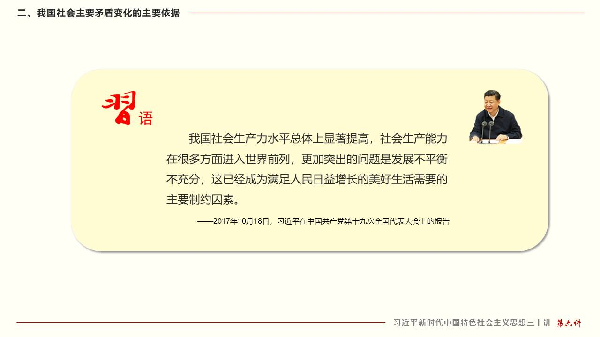 二、我国社会主要矛盾变化的主要依据
習语
我国社会生产力水平总体上显著提高，社会生产能力
在很多方面进入世界前列，更加突出的问题是发展不平衡
不充分，这已经成为满足人民日益增长的美好生活需要的
主要制约因素。
——2017年10月18日，习近平在中国共产党第十九次全国代表大会上的报告
习近平新时代中国特色社会主义思想三十讲 第六讲